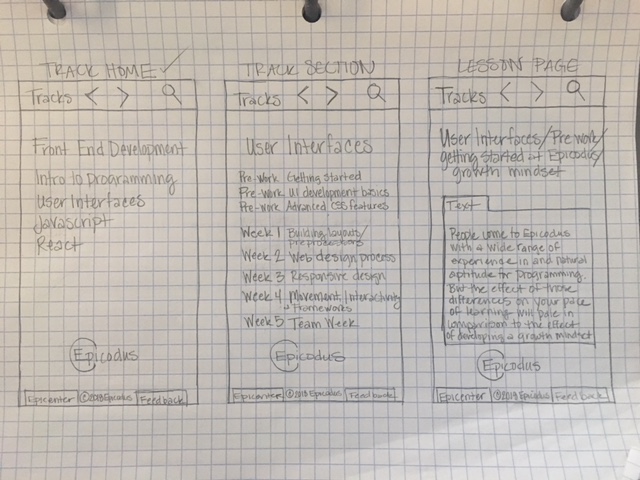 TRACK HOME
Tracks < >
Front End Development
Intro to programming
User Interfaces
Javascript
React
Epicodus
Epicenter ©2019 Epicodus Feedback
TRACK SECTION
Tracks < >
User Interfaces
Pre-Work Getting started
Pre-Work UI development basics
Pre-Work Advanced CSS features
Week 1 Building layouts/
preprocessors
Week 2 Web design process
Week 3 Responsive design
Week 4 Movement, Interactivity
+ Frameworks
Week 5 Team Week
Epicodus
Epicenter ©2019 Epicodus Feedback
LESSON PAGE
Tracks < >
User Interfaces/Prework/
getting started at Epicodus/
growth mindset
Text
People come to Epicodus
with a wide range of
experience in and natural
aptitude for programming.
But the effect of those
differences on your pace
of learning will pale in
comparison to the effect
of developing a growth mindset
Epicodus
Epicenter ©2019 Epicodus Feedback